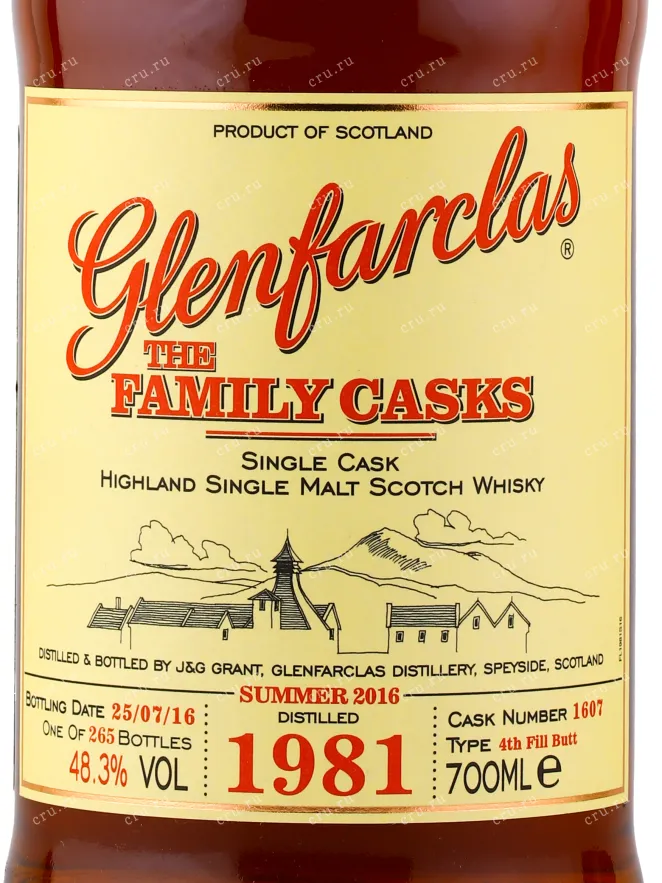 PRODUCT OF SCOTLAND
Glenfarclas®
THE
FAMILY CASKS
SINGLE CASK
HIGHLAND SINGLE MALT SCOTCH WHISKY
DISTILLED & BOTTLED BY J&G GRANT, GLENFARCLAS DISTILLERY, SPEYSIDE, SCOTLAND
SUMMER 2016
BOTTLING DATE 25/07/16
ONE OF 265 BOTTLES
48.3% VOL
DISTILLED
1981
CASK NUMBER 1607
TYPE 4th Fill Butt
700ML e
cru.ru